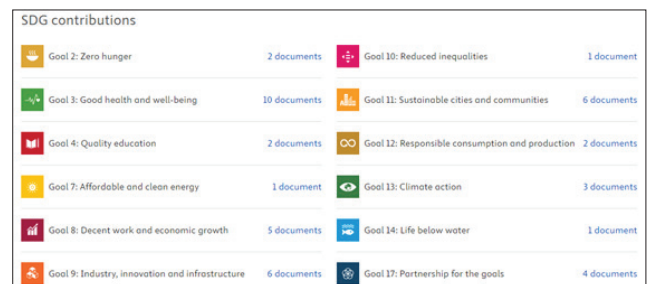 SDG contributions
Goal 2: Zero hunger 2 documents
Goal 10: Reduced inequalities 1 document
Goal 3: Good health and well-being 10 documents
Goal 11: Sustainable cities and communities 6 documents
Goal 4: Quality education 2 documents
Goal 12: Responsible consumption and production 2 documents
Goal 7: Affordable and clean energy 1 document
Goal 13: Climate action 3 documents
Goal 8: Decent work and economic growth 5 documents
Goal 14: Life below water 1 document
Goal 9: Industry, innovation and infrastructure 6 documents
Goal 17: Partnership for the goals 4 documents